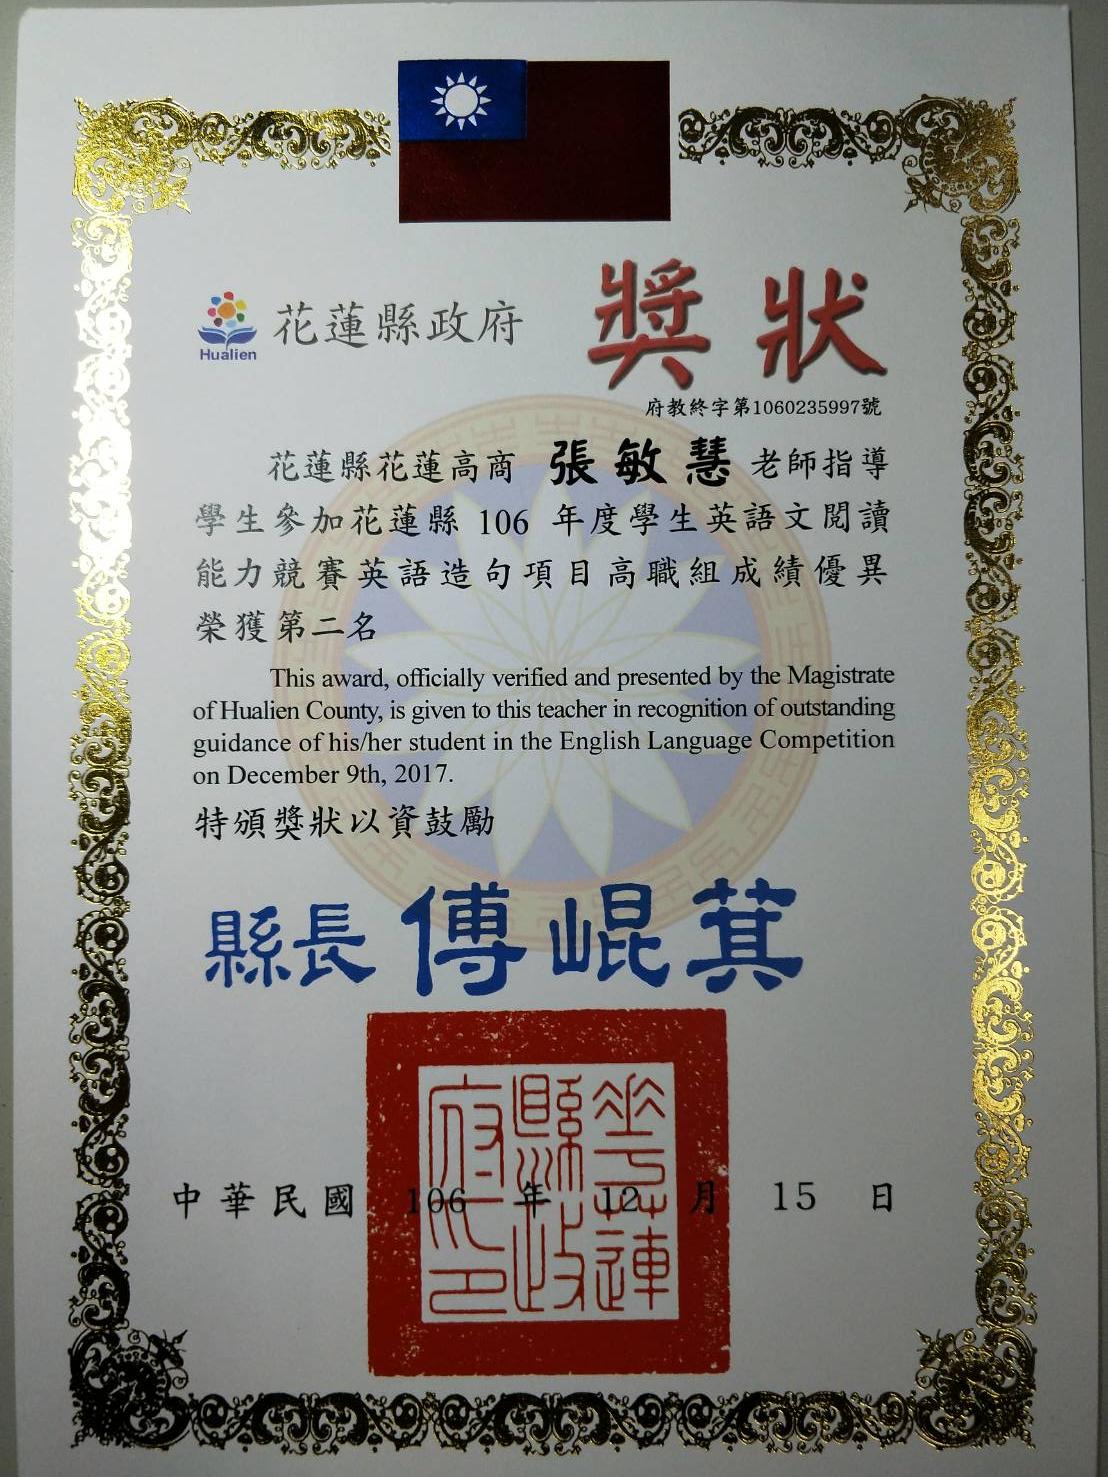 花蓮縣政府 獎狀
Hualien
府教終字第1060235997號
花蓮縣花蓮高商 張敏慧 老師指導
學生參加花蓮縣 106 年度學生英語文閱讀
能力競賽英語造句項目高職組成績優異
榮獲第二名
This award, officially verified and presented by the Magistrate
of Hualien County, is given to this teacher in recognition of outstanding
guidance of his/her student in the English Language Competition
on December 9th, 2017.
特頒獎狀以資鼓勵
縣長 傅崐萁
花蓮縣政府印
中華民國 106 年 12 月 15 日